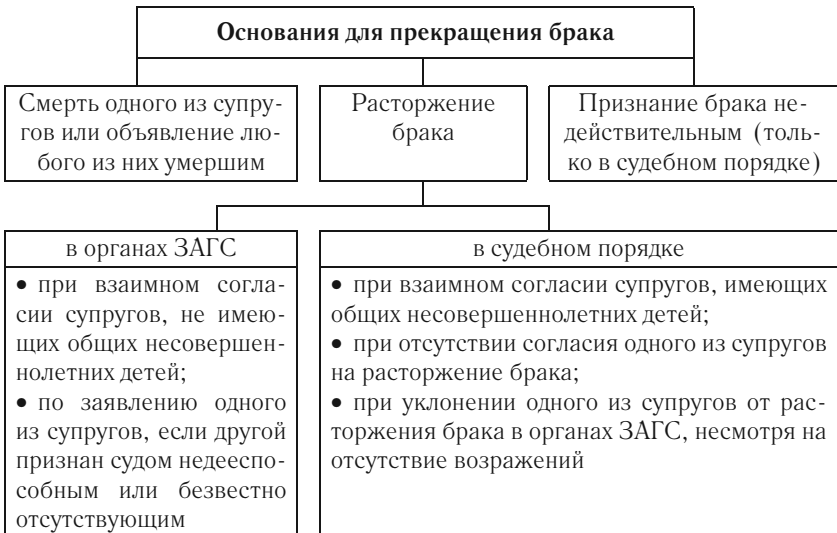 Основания для прекращения брака
Смерть одного из супру-
гов или объявление лю-
бого из них умершим
Расторжение
брака
Признание брака не-
действительным (толь-
ко в судебном порядке)
в органах ЗАГС
• при взаимном согла-
сии супругов, не имею-
щих общих несовершен-
нолетних детей;
• по заявлению одного
из супругов, если другой
признан судом недееспо-
собным или безвестно
отсутствующим
в судебном порядке
• при взаимном согласии супругов, имеющих
общих несовершеннолетних детей;
• при отсутствии согласия одного из супругов
на расторжение брака;
• при уклонении одного из супругов от рас-
торжения брака в органах ЗАГС, несмотря на
отсутствие возражений